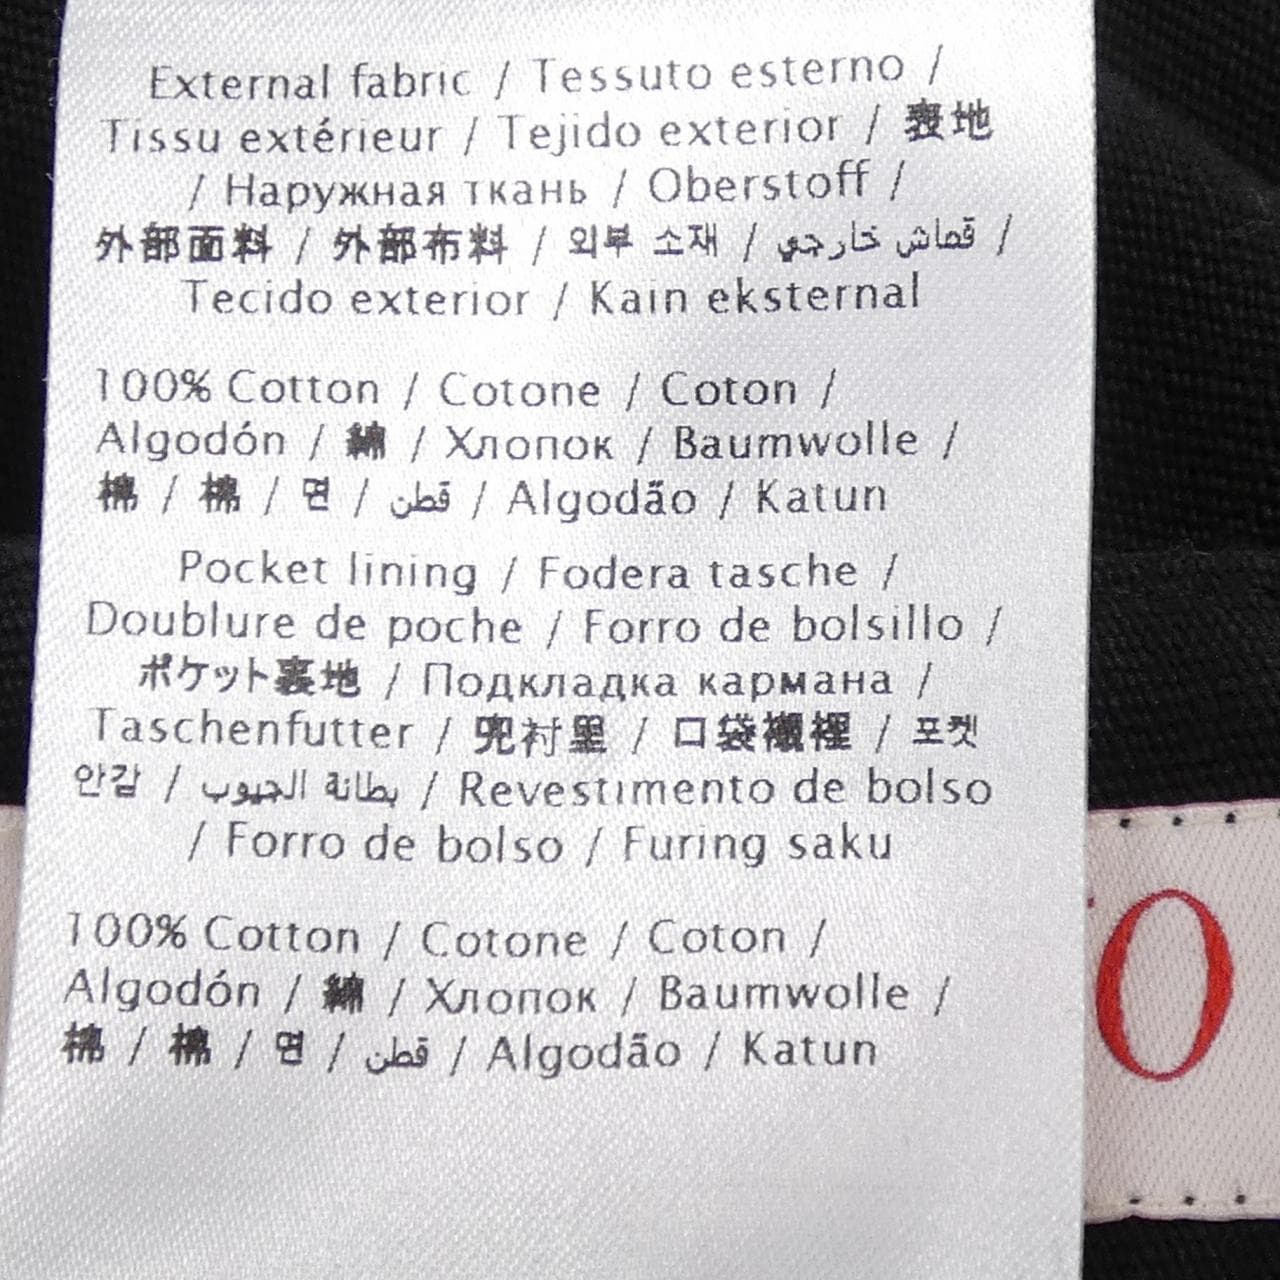 External fabric / Tessuto esterno /
Tissu extérieur / Tejido exterior / 表地
/ Наружная ткань / Oberstoff /
外部面料 / 外部布料 / 외부 소재 / قماش خارجي /
Tecido exterior / Kain eksternal
100% Cotton / Cotone / Coton /
Algodón / 綿 / Хлопок / Baumwolle /
棉 / 棉 / 면 / قطن / Algodão / Katun
Pocket lining / Fodera tasche /
Doublure de poche / Forro de bolsillo /
ポケット裏地 / Подкладка кармана /
Taschenfutter / 兜衬里 / 口袋襯裡 / 포켓
안감 / بطانة الجيوب / Revestimento de bolso
/ Forro de bolso / Furing saku
100% Cotton / Cotone / Coton /
Algodón / 綿 / Хлопок / Baumwolle /
棉 / 棉 / 면 / قطن / Algodão / Katun
O